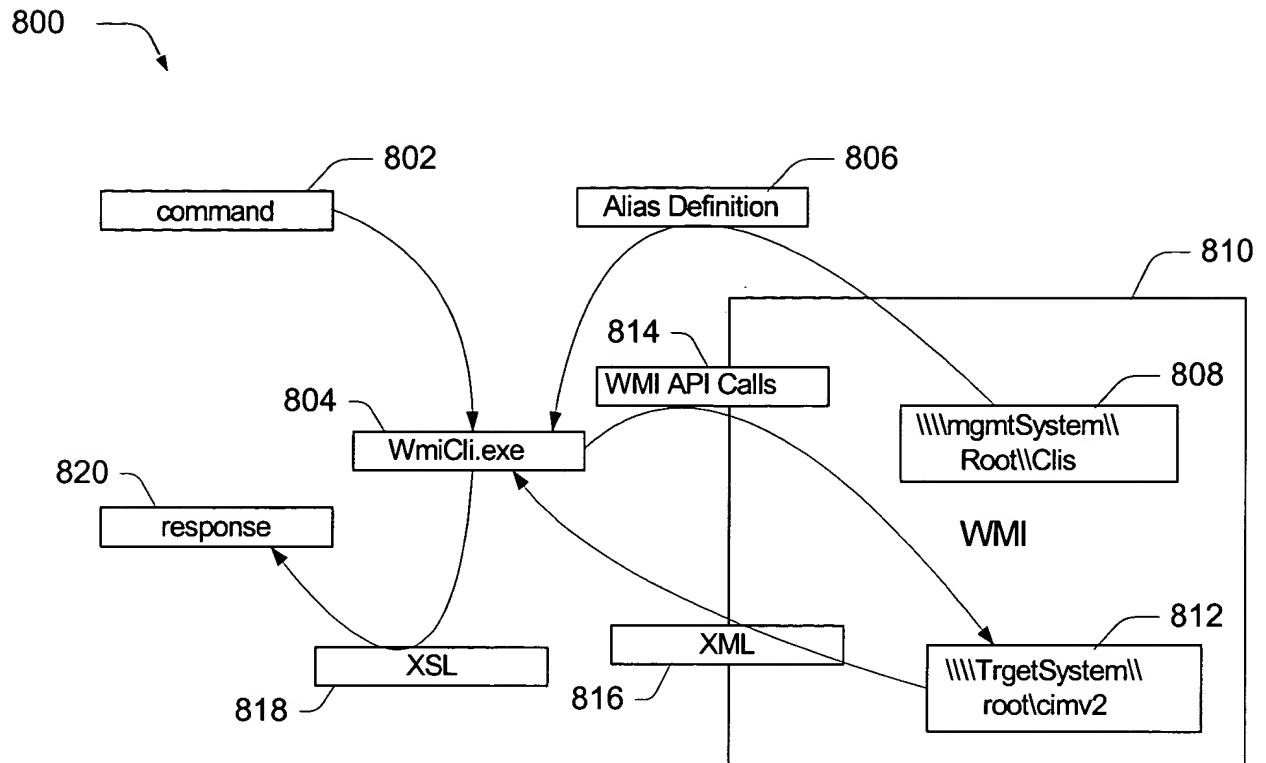 800
802
806
command
Alias Definition
810
814
WMI API Calls
808
804
\\\\mgmtSystem\\
Root\\Clis
WmiCli.exe
820
response
WMI
812
XML
\\\\TrgetSystem\\
root\cimv2
XSL
816
818